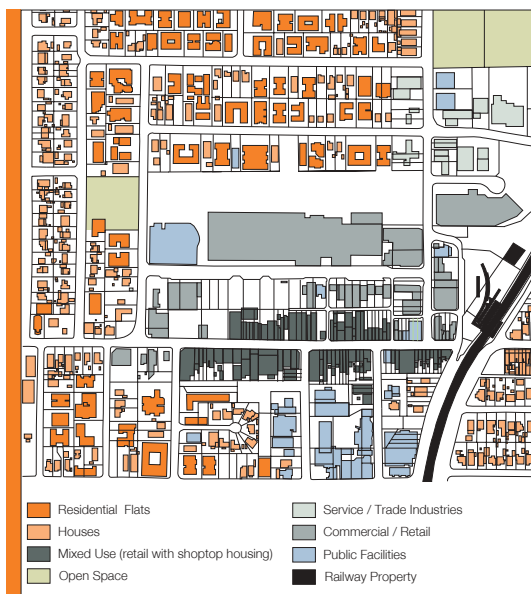 Residential Flats
Houses
Mixed Use (retail with shoptop housing)
Open Space
Service / Trade Industries
Commercial / Retail
Public Facilities
Railway Property